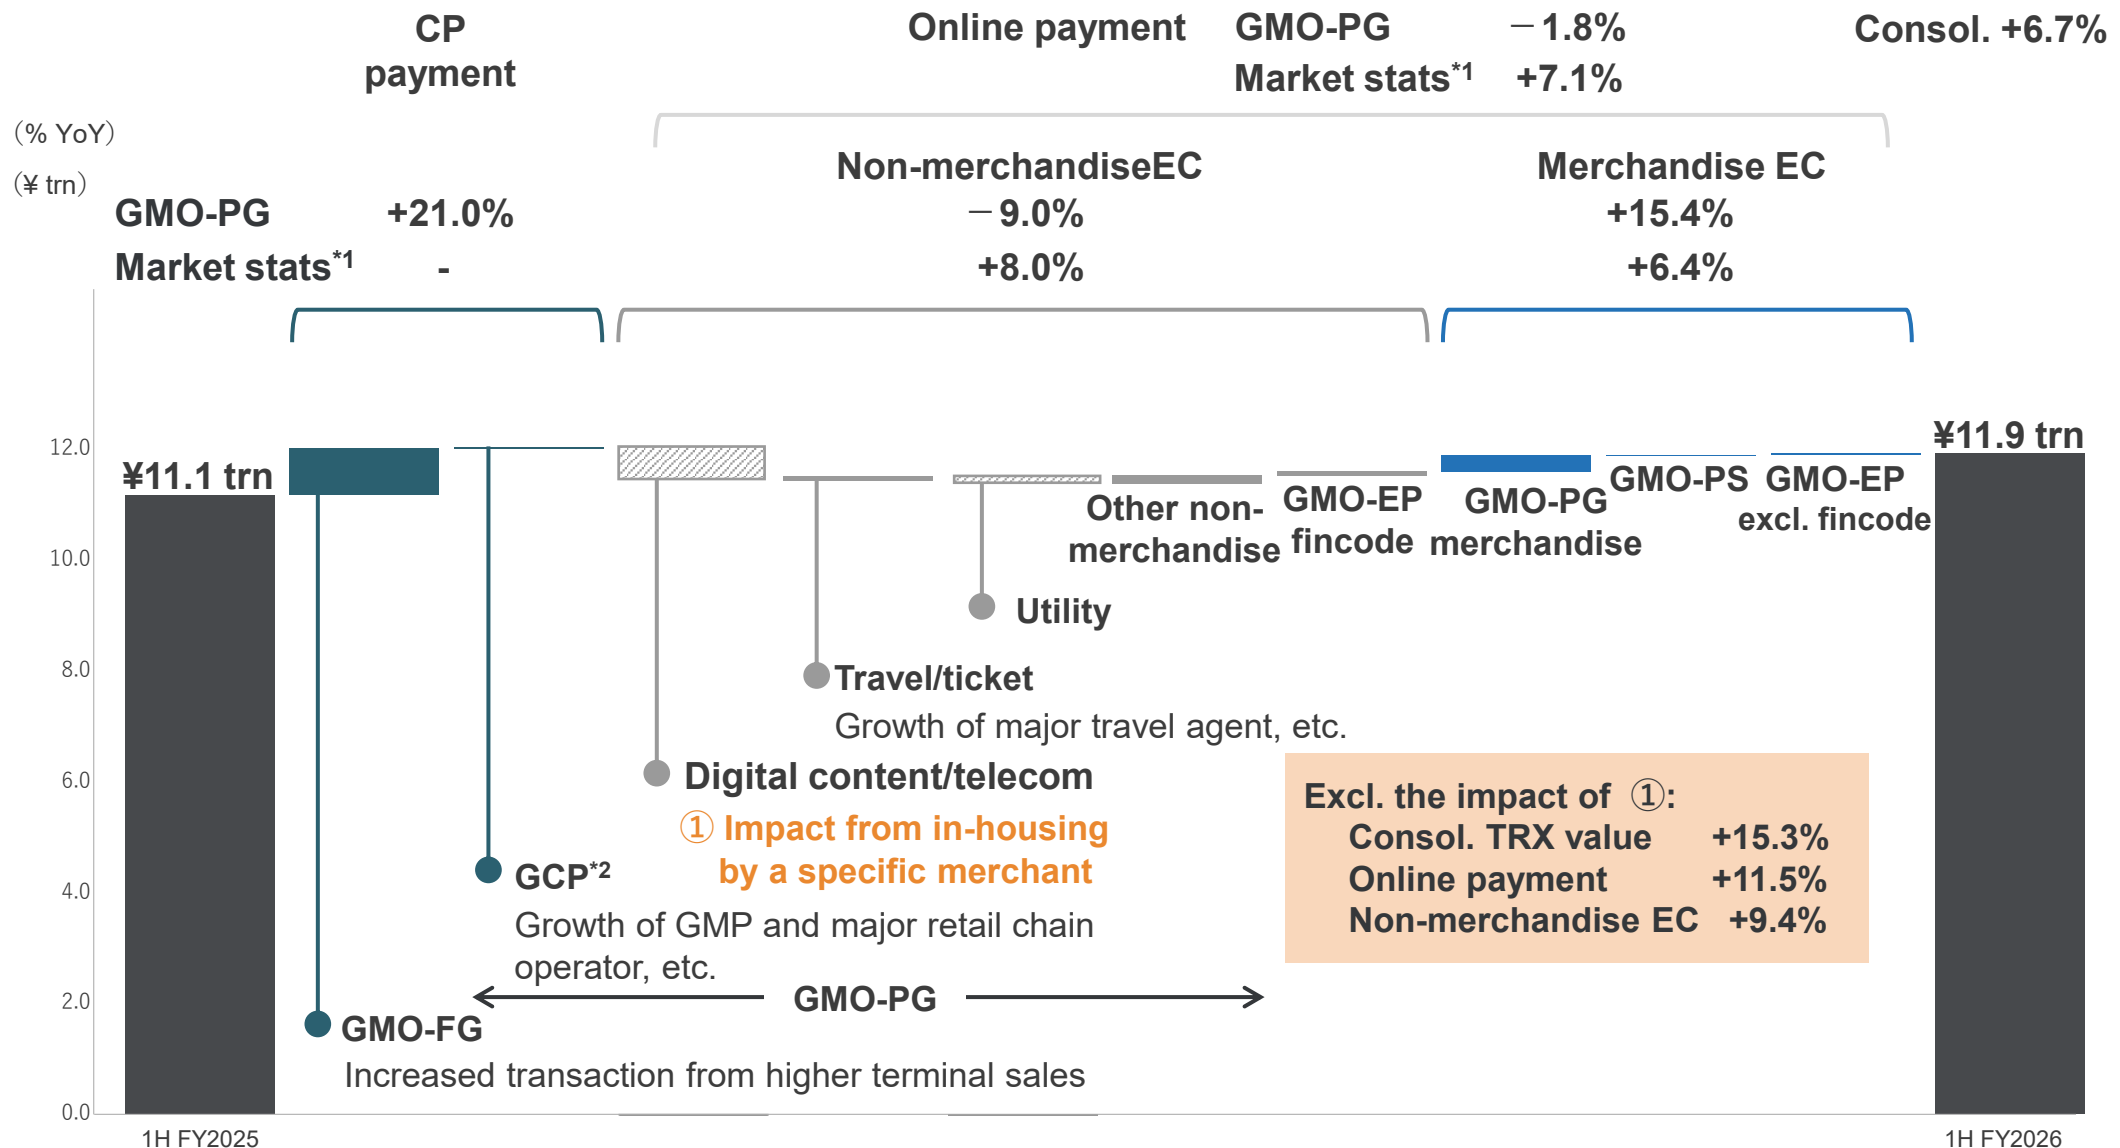 CP
payment
Online payment GMO-PG －1.8% Consol. +6.7%
Market stats*1 +7.1%
(% YoY)
(¥ trn)
Non-merchandiseEC Merchandise EC
GMO-PG +21.0% －9.0% +15.4%
Market stats*1 - +8.0% +6.4%
12.0
10.0
8.0
6.0
4.0
2.0
0.0
¥11.1 trn
¥11.9 trn
Other non-
merchandise
GMO-EP
fincode
GMO-PG
merchandise
GMO-PS
GMO-EP
excl. fincode
Utility
Travel/ticket
Growth of major travel agent, etc.
Digital content/telecom
① Impact from in-housing
by a specific merchant
GCP*2
Growth of GMP and major retail chain
operator, etc.
GMO-PG
GMO-FG
Increased transaction from higher terminal sales
Excl. the impact of ①:
Consol. TRX value +15.3%
Online payment +11.5%
Non-merchandise EC +9.4%
1H FY2025
1H FY2026